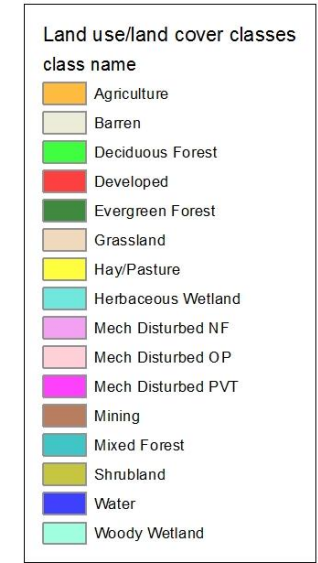 Land use/land cover classes
class name
Agriculture
Barren
Deciduous Forest
Developed
Evergreen Forest
Grassland
Hay/Pasture
Herbaceous Wetland
Mech Disturbed NF
Mech Disturbed OP
Mech Disturbed PVT
Mining
Mixed Forest
Shrubland
Water
Woody Wetland